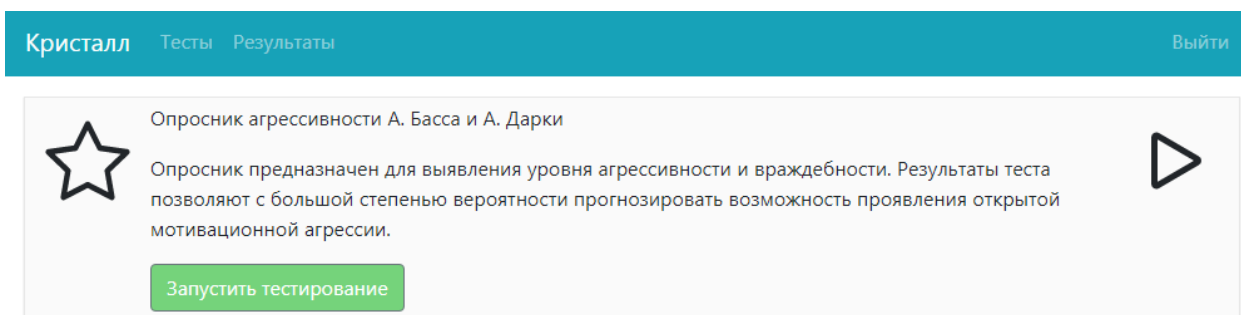 Кристалл Тесты Результаты Выйти
Опросник агрессивности А. Басса и А. Дарки
Опросник предназначен для выявления уровня агрессивности и враждебности. Результаты теста
позволяют с большой степенью вероятности прогнозировать возможность проявления открытой
мотивационной агрессии.
Запустить тестирование